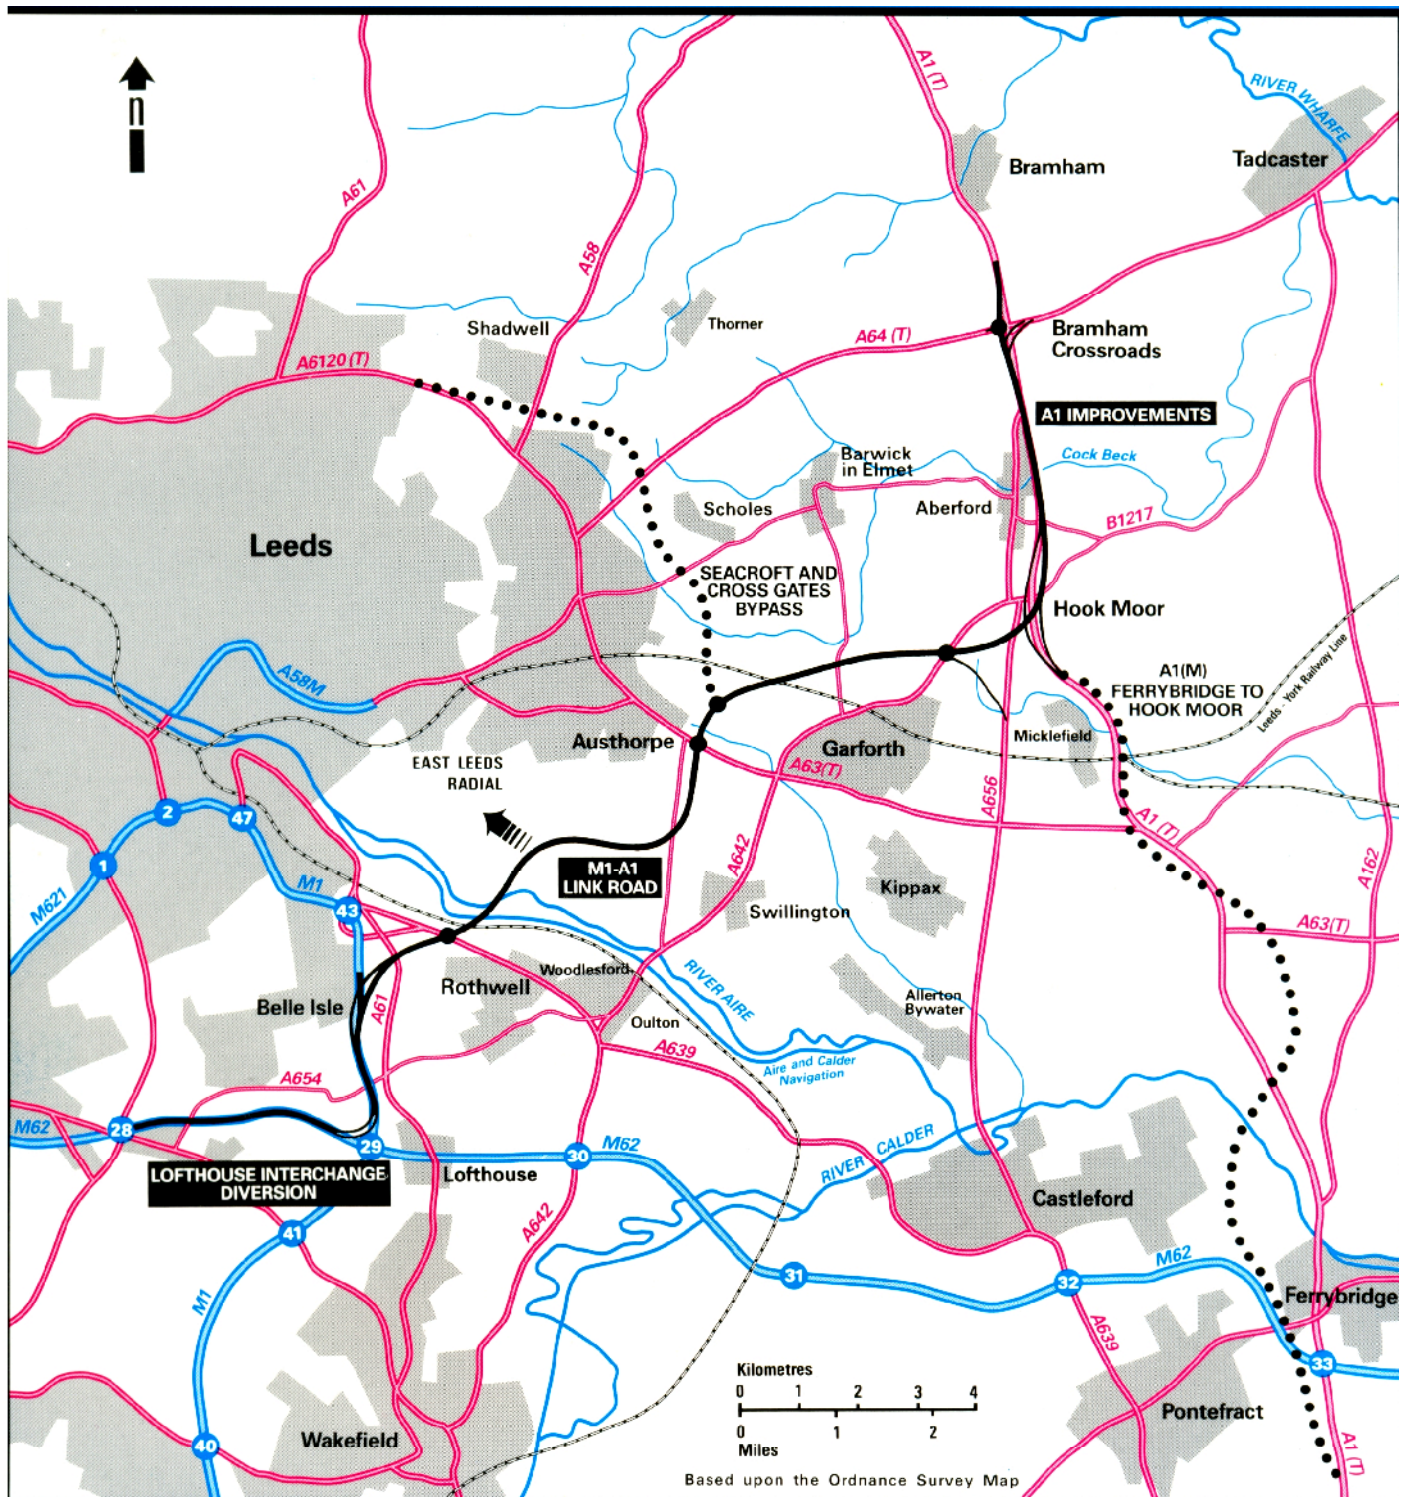 A1 (T)
RIVER WHARFE
n
Bramham
Tadcaster
A61
A58
Shadwell
Thorner
A64 (T)
Bramham
Crossroads
A6120 (T)
A1 IMPROVEMENTS
Barwick
in Elmet
Cock Beck
Scholes
Aberford
B1217
Leeds
SEACROFT AND
CROSS GATES
BYPASS
Hook Moor
A58M
A1(M)
FERRYBRIDGE TO
HOOK MOOR
Leeds - York Railway Line
Austhorpe
Garforth
Micklefield
EAST LEEDS
RADIAL
A63(T)
A656
2
47
A1 (T)
1
M1-A1
LINK ROAD
A642
A162
M621
M1
43
Kippax
Swillington
A63(T)
Woodlesford
RIVER AIRE
Rothwell
Belle Isle
A61
Allerton
Bywater
Oulton
A639
Aire and Calder
Navigation
A654
M62
28
29
M62
30
RIVER CALDER
LOFTHOUSE INTERCHANGE
DIVERSION
Lofthouse
Castleford
41
A642
M62
31
32
M1
Ferrybridge
A639
33
Kilometres
0 1 2 3 4
0 1 2
Miles
Pontefract
40
Wakefield
A1 (T)
Based upon the Ordnance Survey Map